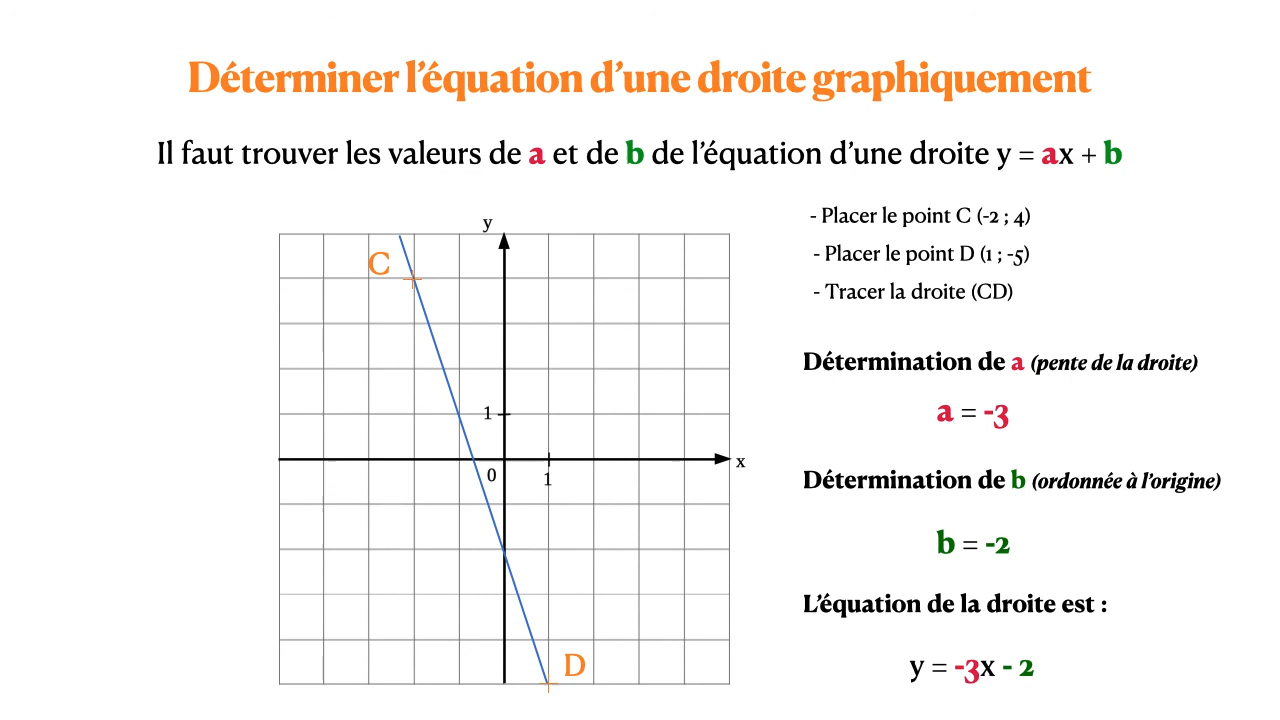 Déterminer l’équation d’une droite graphiquement
Il faut trouver les valeurs de a et de b de l’équation d’une droite y = ax + b
- Placer le point C (-2 ; 4)
- Placer le point D (1 ; -5)
- Tracer la droite (CD)
y
C
1
x
0
1
D
Détermination de a (pente de la droite)
a = -3
Détermination de b (ordonnée à l’origine)
b = -2
L’équation de la droite est :
y = -3x - 2